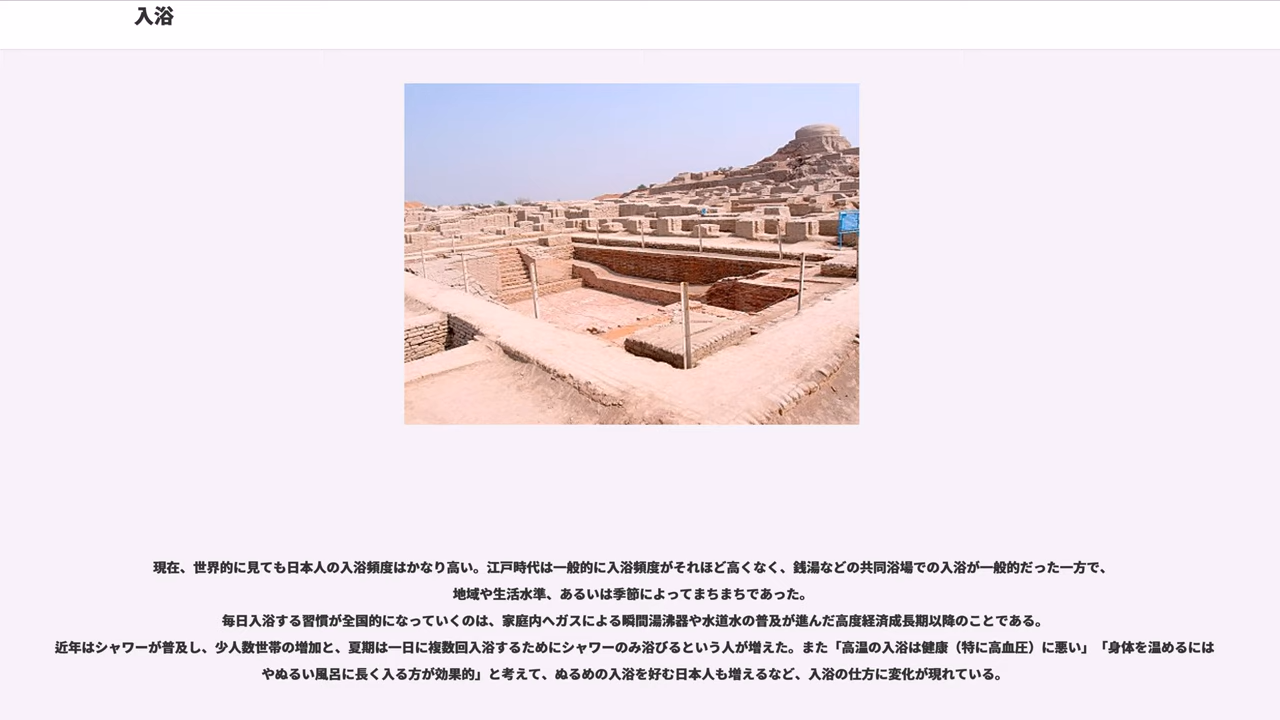 入浴
現在、世界的に見ても日本人の入浴頻度はかなり高い。江戸時代は一般的に入浴頻度がそれほど高くなく、銭湯などの共同浴場での入浴が一般的だった一方で、
地域や生活水準、あるいは季節によってまちまちであった。
毎日入浴する習慣が全国的になっていくのは、家庭内へガスによる瞬間湯沸器や水道水の普及が進んだ高度経済成長期以降のことである。
近年はシャワーが普及し、少人数世帯の増加と、夏期は一日に複数回入浴するためにシャワーのみ浴びるという人が増えた。また「高温の入浴は健康（特に高血圧）に悪い」「身体を温めるには
やぬるい風呂に長く入る方が効果的」と考えて、ぬるめの入浴を好む日本人も増えるなど、入浴の仕方に変化が現れている。